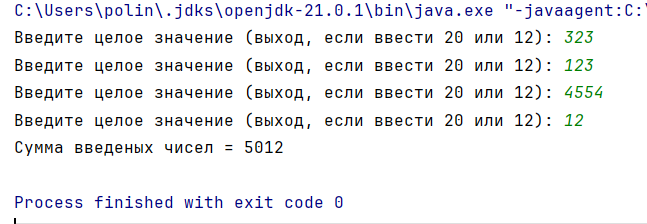 C:\Users\polin\.jdks\openjdk-21.0.1\bin\java.exe "-javaagent:C:\
Введите целое значение (выход, если ввести 20 или 12): 323
Введите целое значение (выход, если ввести 20 или 12): 123
Введите целое значение (выход, если ввести 20 или 12): 4554
Введите целое значение (выход, если ввести 20 или 12): 12
Сумма введеных чисел = 5012
Process finished with exit code 0